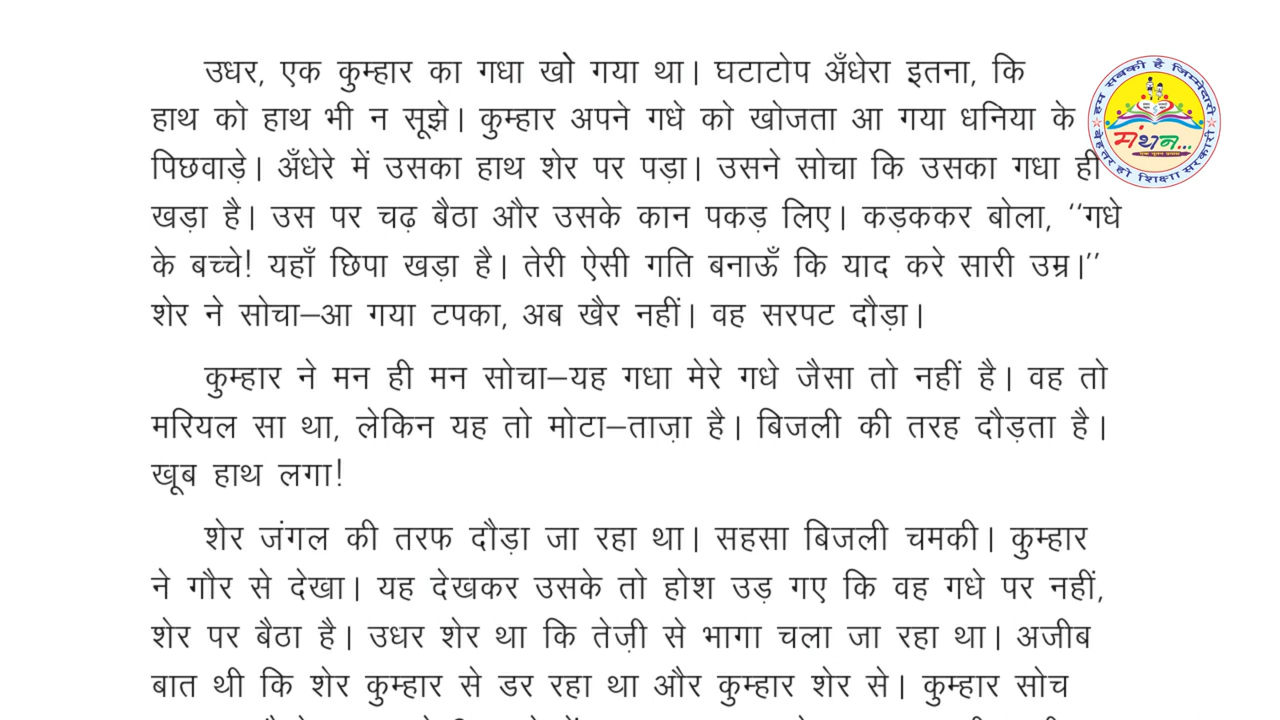 उधर, एक कुम्हार का गधा खो गया था। घटाटोप अँधेरा इतना, कि
हाथ को हाथ भी न सूझे। कुम्हार अपने गधे को खोजता आ गया धनिया के
पिछवाड़े। अँधेरे में उसका हाथ शेर पर पड़ा। उसने सोचा कि उसका गधा ही
खड़ा है। उस पर चढ़ बैठा और उसके कान पकड़ लिए। कड़ककर बोला, ‘‘गधे
के बच्चे! यहाँ छिपा खड़ा है। तेरी ऐसी गति बनाऊँ कि याद करे सारी उम्र।’’
शेर ने सोचा–आ गया टपका, अब खैर नहीं। वह सरपट दौड़ा।
कुम्हार ने मन ही मन सोचा–यह गधा मेरे गधे जैसा तो नहीं है। वह तो
मरियल सा था, लेकिन यह तो मोटा–ताज़ा है। बिजली की तरह दौड़ता है।
खूब हाथ लगा!
शेर जंगल की तरफ दौड़ा जा रहा था। सहसा बिजली चमकी। कुम्हार
ने गौर से देखा। यह देखकर उसके तो होश उड़ गए कि वह गधे पर नहीं,
शेर पर बैठा है। उधर शेर था कि तेज़ी से भागा चला जा रहा था। अजीब
बात थी कि शेर कुम्हार से डर रहा था और कुम्हार शेर से। कुम्हार सोच
हम सबकी है जिम्मेदारी
मंथन...
बेहतर हो शिक्षा सरकारी